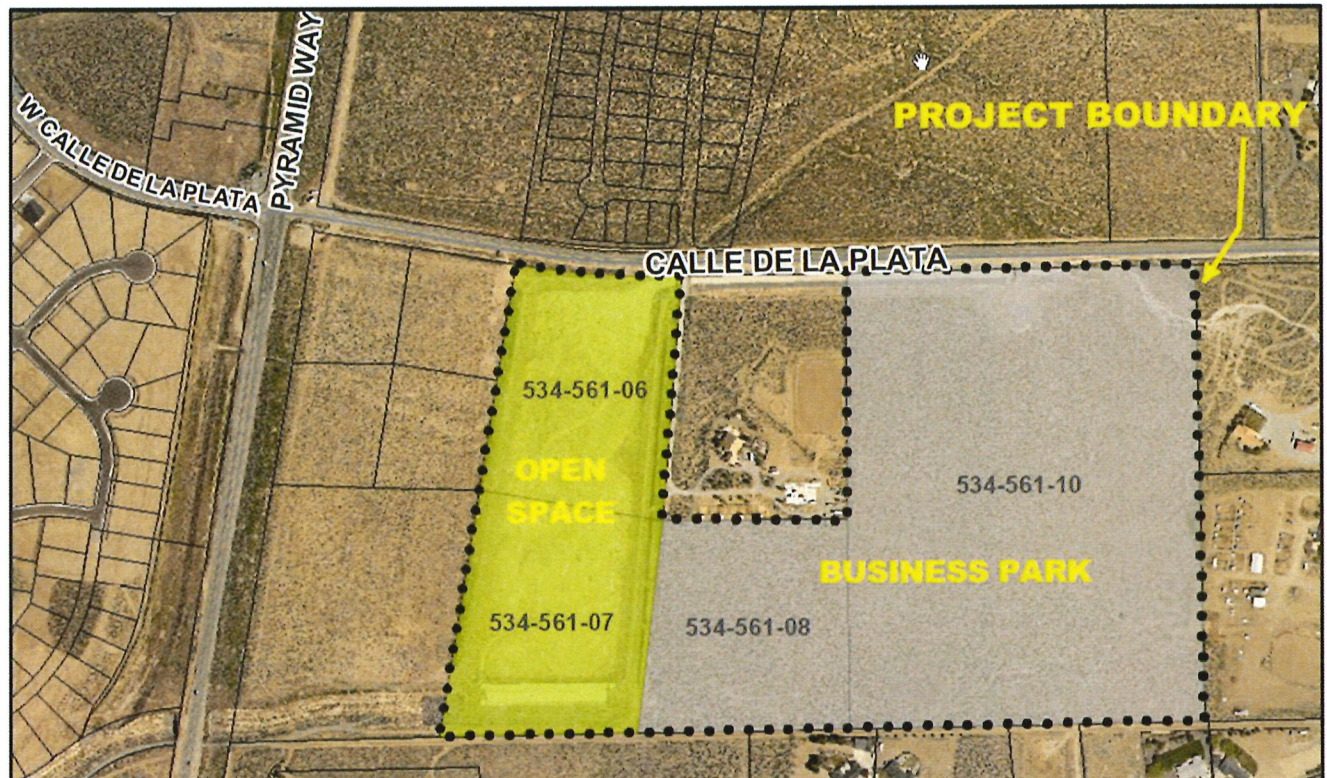 PYRAMID WAY
W CALLE DE LA PLATA
PROJECT BOUNDARY
CALLE DE LA PLATA
534-561-06
OPEN
SPACE
534-561-10
BUSINESS PARK
534-561-07
534-561-08